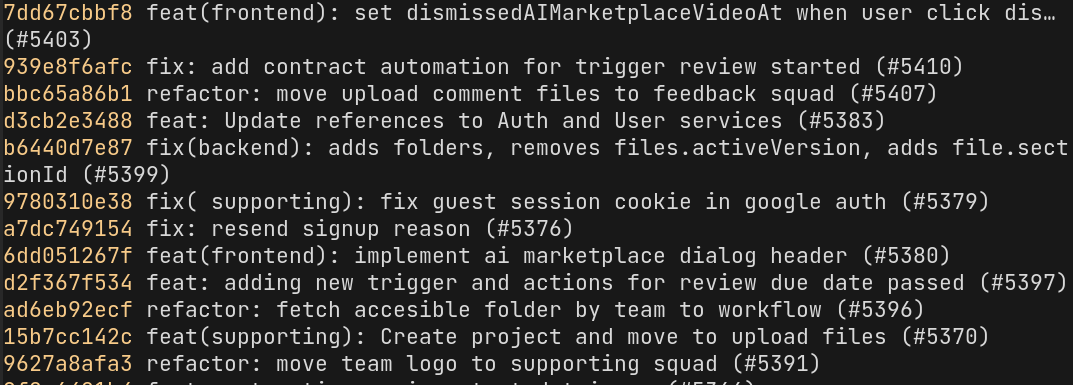 7dd67cbbf8 feat(frontend): set dismissedAIMarketplaceVideoAt when user click dis…
(#5403)
939e8f6afc fix: add contract automation for trigger review started (#5410)
bbc65a86b1 refactor: move upload comment files to feedback squad (#5407)
d3cb2e3488 feat: Update references to Auth and User services (#5383)
b6440d7e87 fix(backend): adds folders, removes files.activeVersion, adds file.sect
ionId (#5399)
9780310e38 fix( supporting): fix guest session cookie in google auth (#5379)
a7dc749154 fix: resend signup reason (#5376)
6dd051267f feat(frontend): implement ai marketplace dialog header (#5380)
d2f367f534 feat: adding new trigger and actions for review due date passed (#5397)
ad6eb92ecf refactor: fetch accesible folder by team to workflow (#5396)
15b7cc142c feat(supporting): Create project and move to upload files (#5370)
9627a8afa3 refactor: move team logo to supporting squad (#5391)